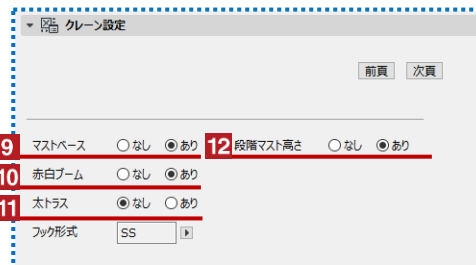 クレーン設定
前頁 次頁
9 マストベース なし あり 12 段階マスト高さ なし あり
10 赤白ブーム なし あり
11 太トラス なし あり
フック形式 SS